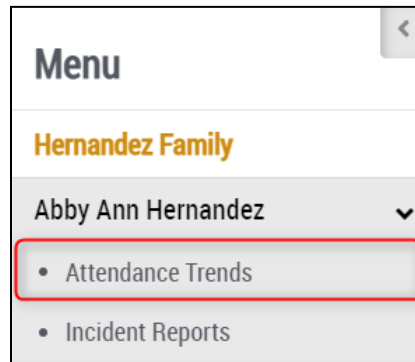 Menu
Hernandez Family
Abby Ann Hernandez
• Attendance Trends
• Incident Reports